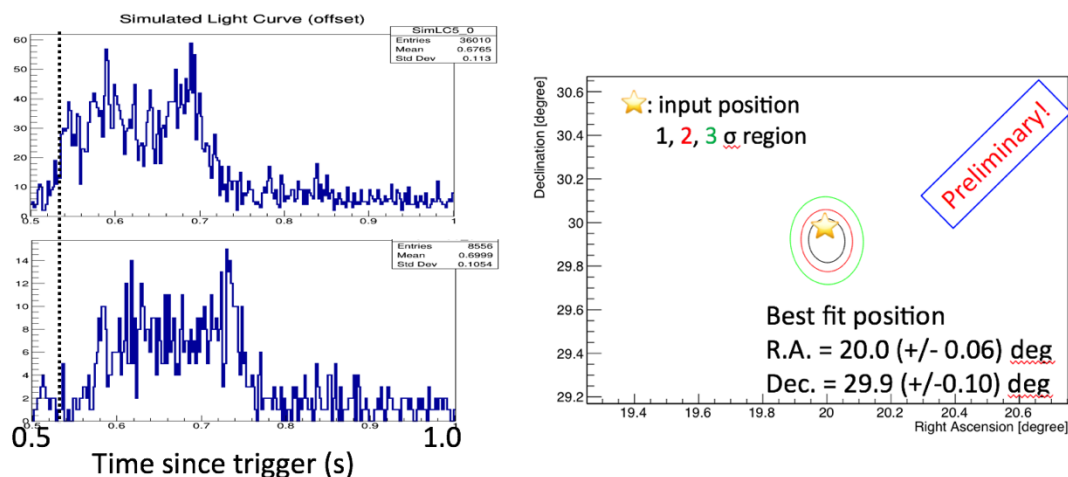 Simulated Light Curve (offset)
SimLC5_0
Entries 36010
Mean 0.6765
Std Dev 0.113
60
50
40
30
20
10
0
0.5 0.6 0.7 0.8 0.9 1
Entries 8556
Mean 0.6999
Std Dev 0.1054
14
12
10
8
6
4
2
0
0.5 0.6 0.7 0.8 0.9 1
0.5 1.0
Time since trigger (s)
Declination [degree]
30.6
30.4
30.2
30
29.8
29.6
29.4
29.2
: input position
1, 2, 3 σ region
Preliminary!
Best fit position
R.A. = 20.0 (+/- 0.06) deg
Dec. = 29.9 (+/-0.10) deg
19.4 19.6 19.8 20 20.2 20.4 20.6
Right Ascension [degree]